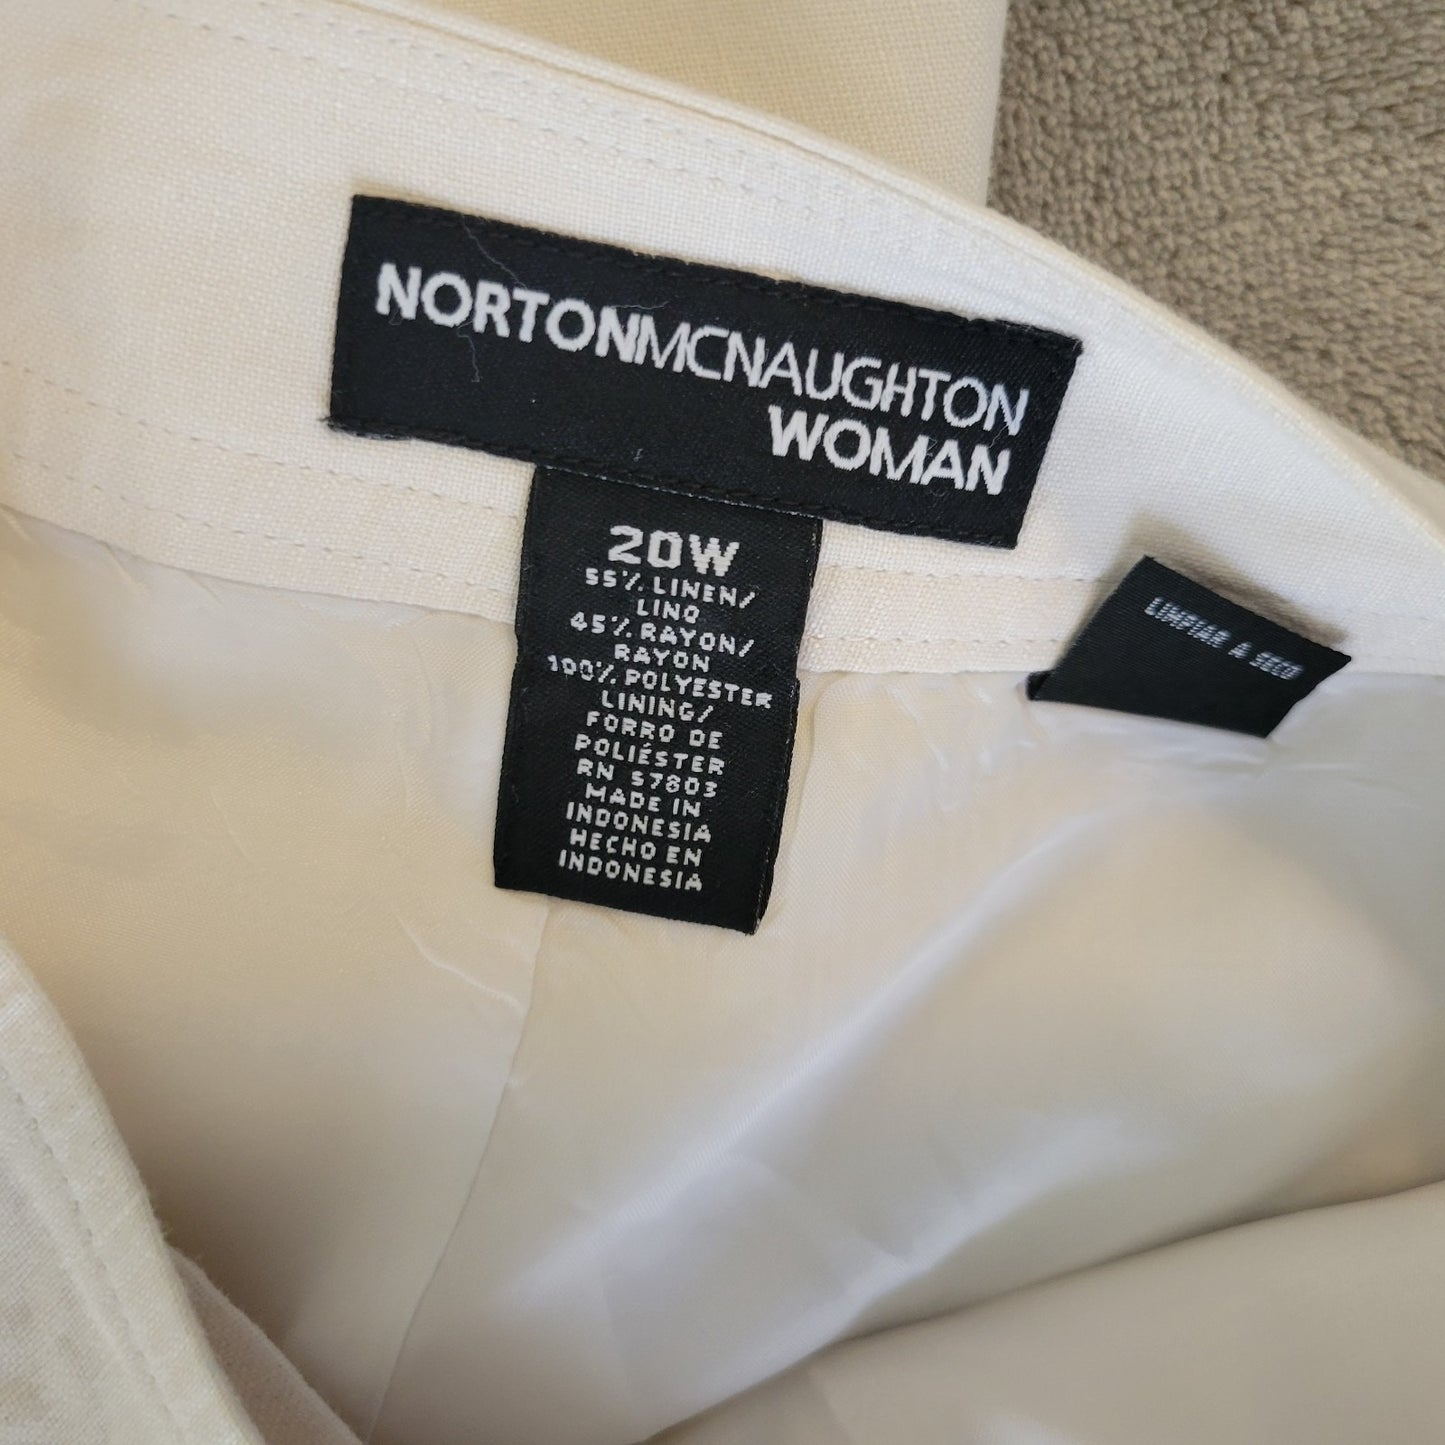 NORTONMCNAUGHTON
WOMAN
20W
55% LINEN/
LINO
45% RAYON/
RAYON
100% POLYESTER
LINING/
FORRO DE
POLIÉSTER
RN 57803
MADE IN
INDONESIA
HECHO EN
INDONESIA
LIMPIAR A SECO